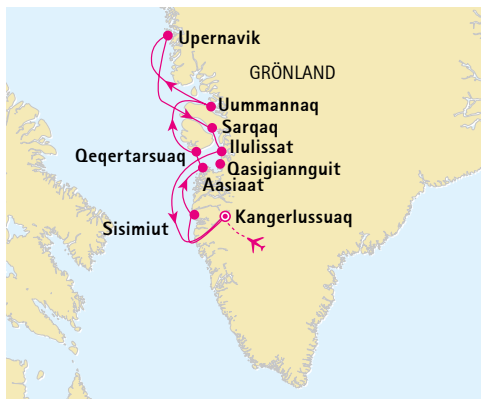 Upernavik
GRÖNLAND
Uummannaq
Sarqaq
Ilulissat
Qeqertarsuaq
Qasigiannguit
Aasiaat
Sisimiut
Kangerlussuaq